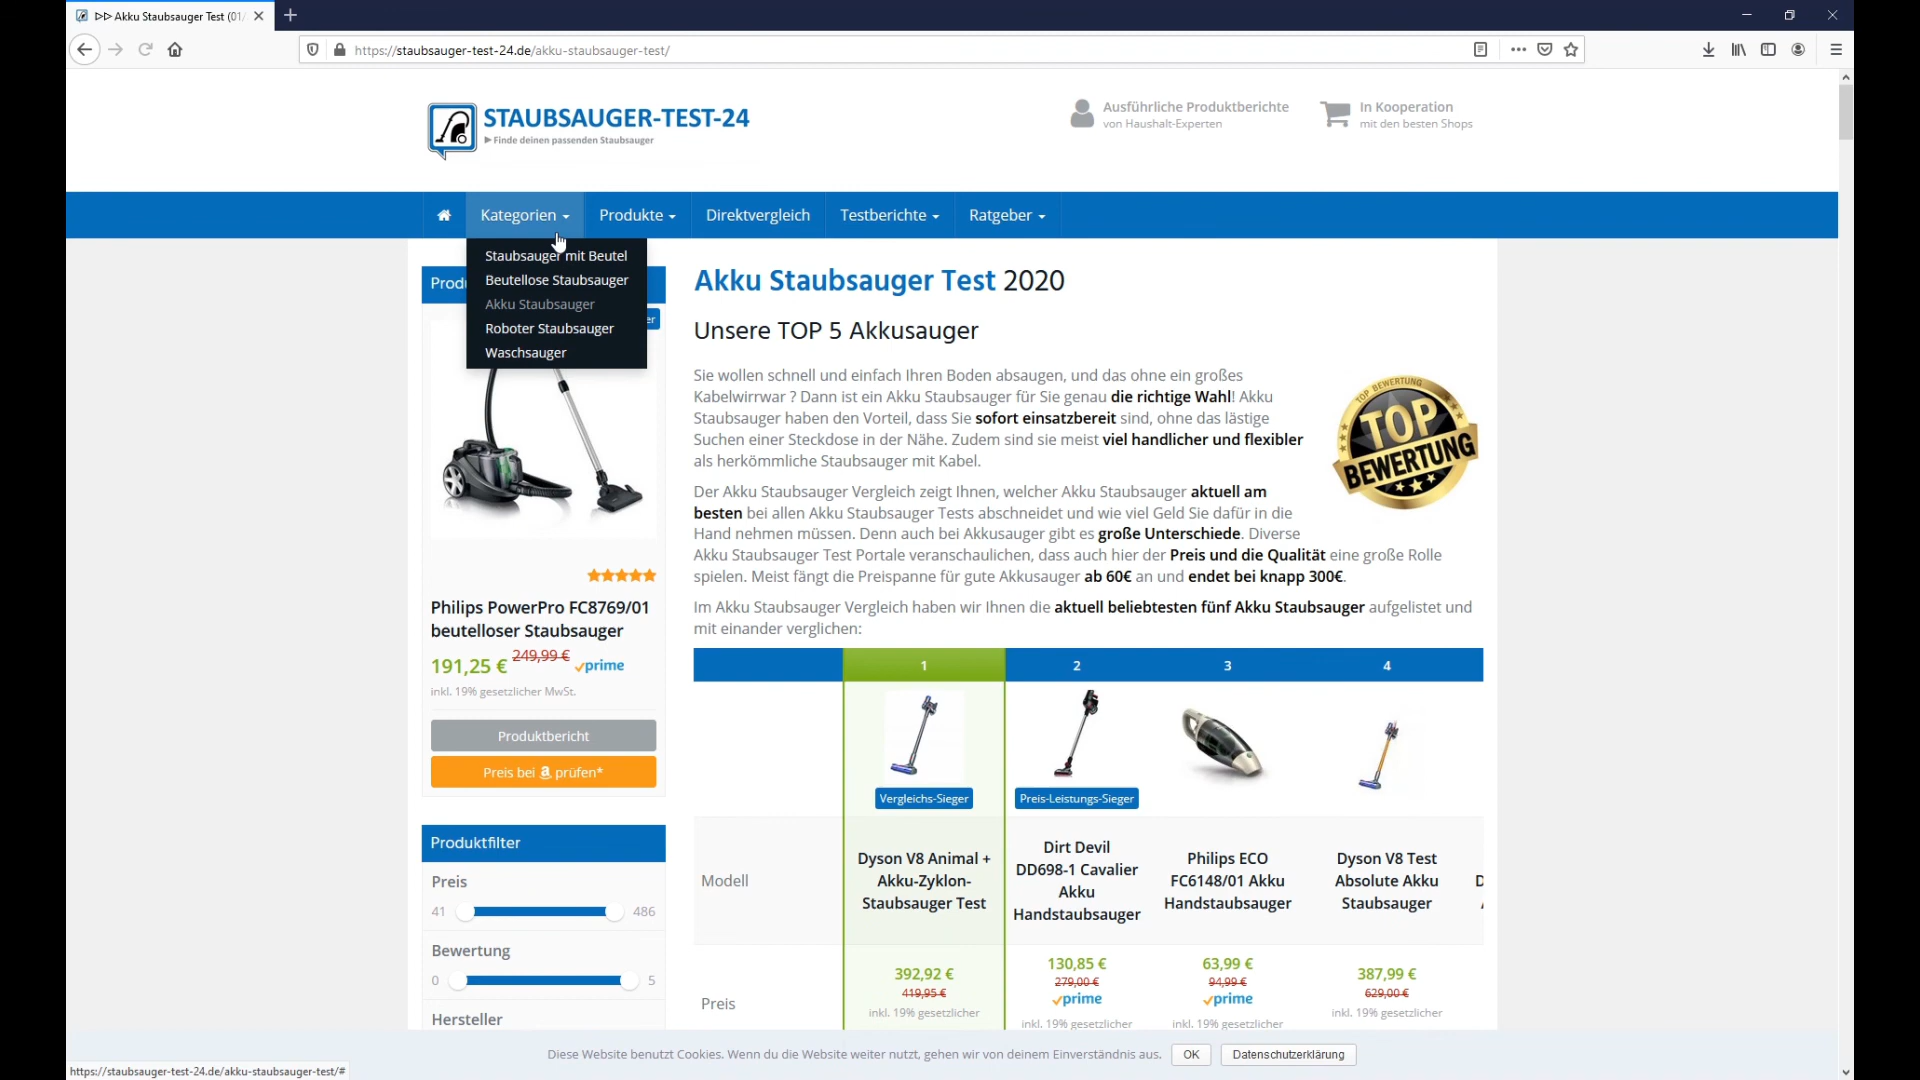 ▷▷ Akku Staubsauger Test (01/
https://staubsauger-test-24.de/akku-staubsauger-test/
STAUBSAUGER-TEST-24
▶ Finde deinen passenden Staubsauger
Ausführliche Produktberichte
von Haushalt-Experten
In Kooperation
mit den besten Shops
Kategorien
Produkte
Direktvergleich
Testberichte
Ratgeber
Staubsauger mit Beutel
Beutellose Staubsauger
Akku Staubsauger
Roboter Staubsauger
Waschsauger
Prod
er
Philips PowerPro FC8769/01
beutelloser Staubsauger
191,25 € 249,99 € prime
inkl. 19% gesetzlicher MwSt.
Produktbericht
Preis bei a prüfen*
Produktfilter
Preis
41 486
Bewertung
0 5
Hersteller
Akku Staubsauger Test 2020
Unsere TOP 5 Akkusauger
Sie wollen schnell und einfach Ihren Boden absaugen, und das ohne ein großes
Kabelwirrwar ? Dann ist ein Akku Staubsauger für Sie genau die richtige Wahl! Akku
Staubsauger haben den Vorteil, dass Sie sofort einsatzbereit sind, ohne das lästige
Suchen einer Steckdose in der Nähe. Zudem sind sie meist viel handlicher und flexibler
als herkömmliche Staubsauger mit Kabel.
TOP BEWERTUNG
TOP
BEWERTUNG
Der Akku Staubsauger Vergleich zeigt Ihnen, welcher Akku Staubsauger aktuell am
besten bei allen Akku Staubsauger Tests abschneidet und wie viel Geld Sie dafür in die
Hand nehmen müssen. Denn auch bei Akkusauger gibt es große Unterschiede. Diverse
Akku Staubsauger Test Portale veranschaulichen, dass auch hier der Preis und die Qualität eine große Rolle
spielen. Meist fängt die Preispanne für gute Akkusauger ab 60€ an und endet bei knapp 300€.
Im Akku Staubsauger Vergleich haben wir Ihnen die aktuell beliebtesten fünf Akku Staubsauger aufgelistet und
mit einander verglichen:
1 2 3 4
Vergleichs-Sieger
Preis-Leistungs-Sieger
Modell
Dyson V8 Animal +
Akku-Zyklon-
Staubsauger Test
Dirt Devil
DD698-1 Cavalier
Akku
Handstaubsauger
Philips ECO
FC6148/01 Akku
Handstaubsauger
Dyson V8 Test
Absolute Akku
Staubsauger
Preis
392,92 €
419,95 €
inkl. 19% gesetzlicher
130,85 €
279,00 €
prime
inkl. 19% gesetzlicher
63,99 €
94,99 €
prime
inkl. 19% gesetzlicher
387,99 €
629,00 €
inkl. 19% gesetzlicher
Diese Website benutzt Cookies. Wenn du die Website weiter nutzt, gehen wir von deinem Einverständnis aus.
OK
Datenschutzerklärung
https://staubsauger-test-24.de/akku-staubsauger-test/#